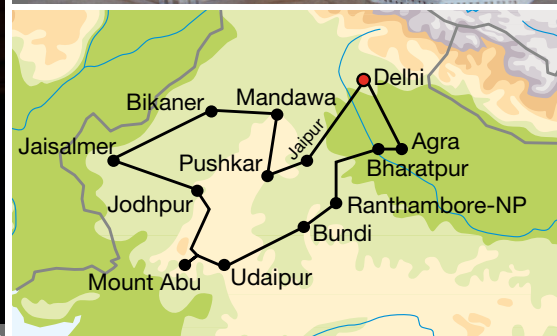 Delhi
Bikaner
Mandawa
Jaisalmer
Pushkar
Jaipur
Agra
Bharatpur
Jodhpur
Ranthambore-NP
Bundi
Mount Abu
Udaipur